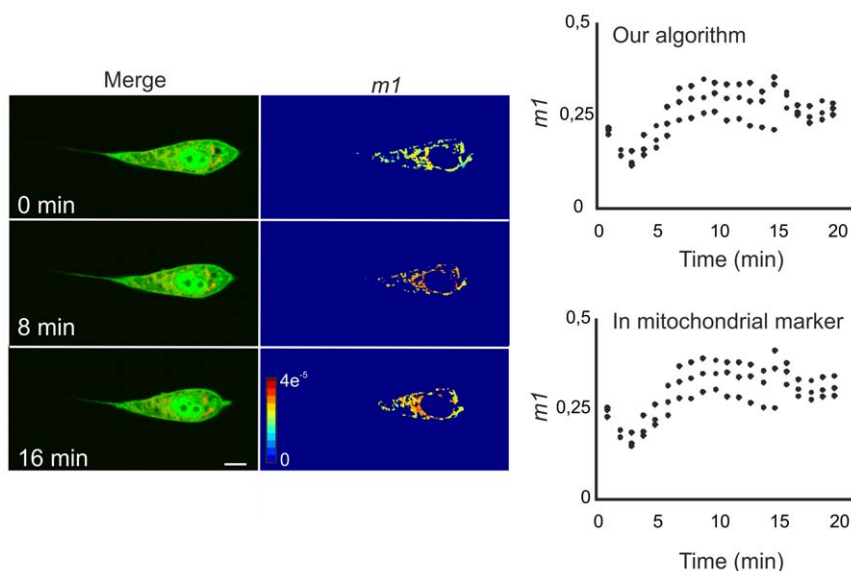 Merge
m1
0 min
8 min
16 min
4e-5
0
0,5
Our algorithm
m1
0,25
0
0 5 10 15 20
Time (min)
0,5
In mitochondrial marker
m1
0,25
0
0 5 10 15 20
Time (min)